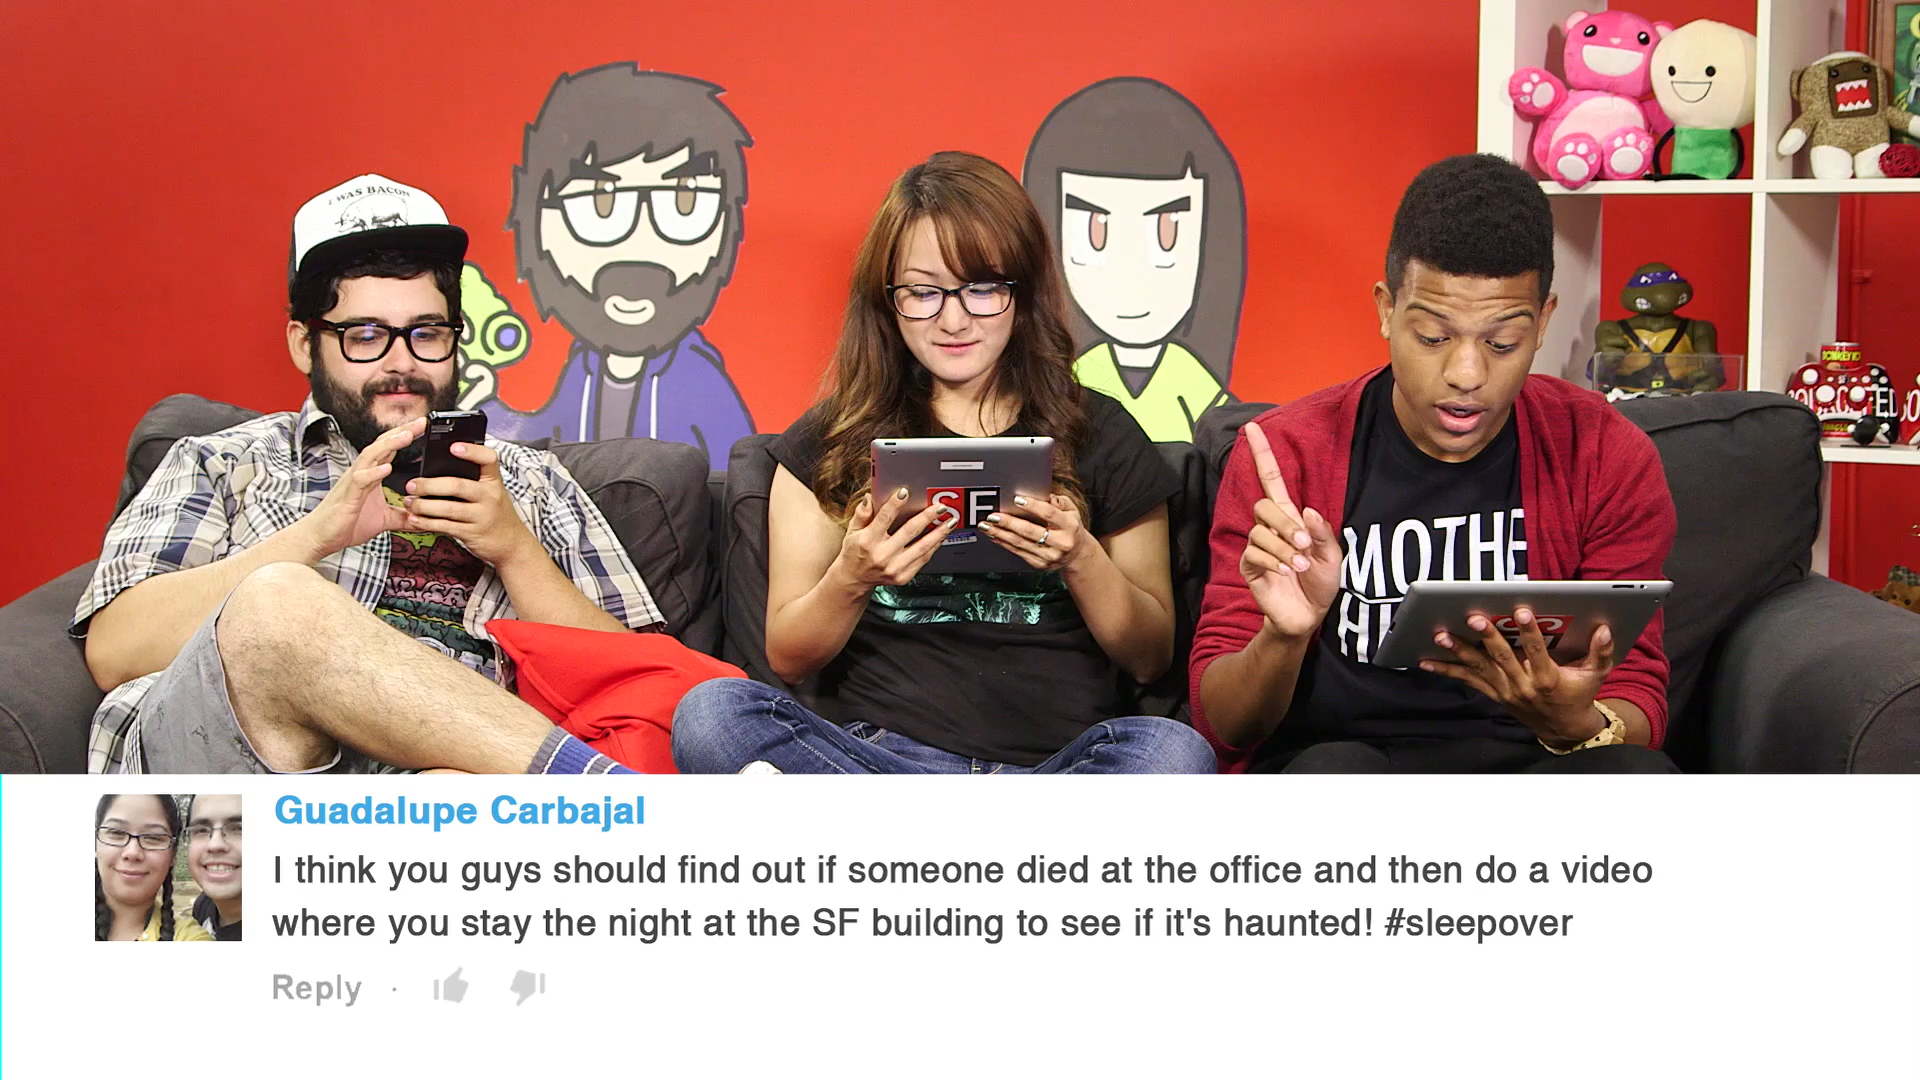 I WAS BACON
SF
MOTHE
DONKEY KO
Guadalupe Carbajal
I think you guys should find out if someone died at the office and then do a video
where you stay the night at the SF building to see if it's haunted! #sleepover
Reply ·